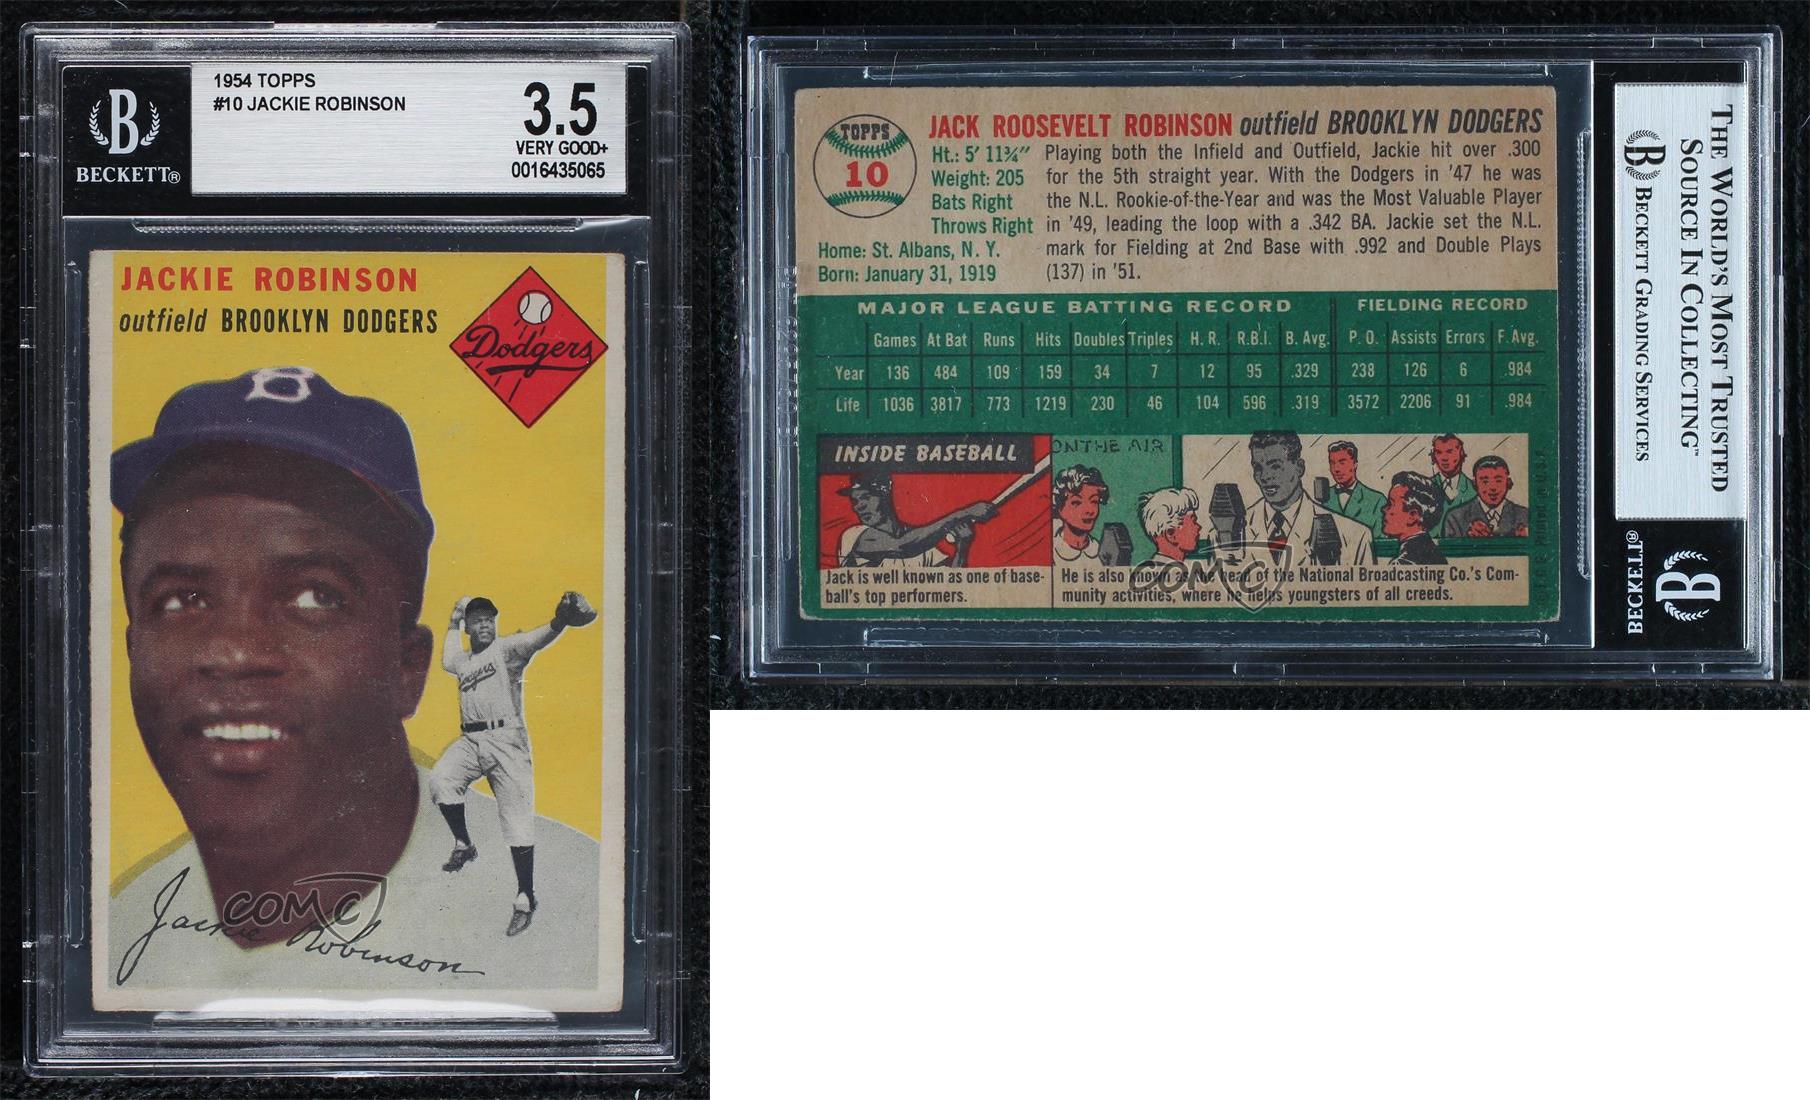 1954 TOPPS
#10 JACKIE ROBINSON
3.5
VERY GOOD+
0016435065
B
BECKETT®
JACKIE ROBINSON
outfield BROOKLYN DODGERS
Dodgers
B
Dodgers
Jackie Robinson
COMC
TOPPS
10
JACK ROOSEVELT ROBINSON outfield BROOKLYN DODGERS
Ht.: 5' 11¾"
Weight: 205
Bats Right
Throws Right
Home: St. Albans, N. Y.
Born: January 31, 1919
Playing both the Infield and Outfield, Jackie hit over .300
for the 5th straight year. With the Dodgers in '47 he was
the N.L. Rookie-of-the-Year and was the Most Valuable Player
in '49, leading the loop with a .342 BA. Jackie set the N.L.
mark for Fielding at 2nd Base with .992 and Double Plays
(137) in '51.
MAJOR LEAGUE BATTING RECORD FIELDING RECORD
Games At Bat Runs Hits Doubles Triples H. R. R.B.I. B. Avg. P. O. Assists Errors F. Avg.
Year 136 484 109 159 34 7 12 95 .329 238 126 6 .984
Life 1036 3817 773 1219 230 46 104 596 .319 3572 2206 91 .984
INSIDE BASEBALL
ON THE AIR
Jack is well known as one of base-
ball's top performers.
He is also known as the head of the National Broadcasting Co.'s Com-
munity activities, where he helps youngsters of all creeds.
COMC
Printed in U.S.A.
THE WORLD'S MOST TRUSTED
SOURCE IN COLLECTING™
B BECKETT GRADING SERVICES
B
BECKETT®